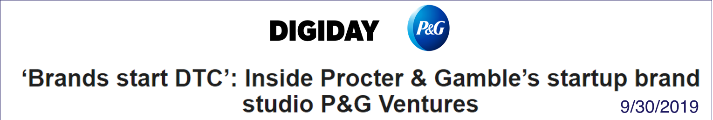 DIGIDAY P&G
‘Brands start DTC’: Inside Procter & Gamble’s startup brand
studio P&G Ventures 9/30/2019